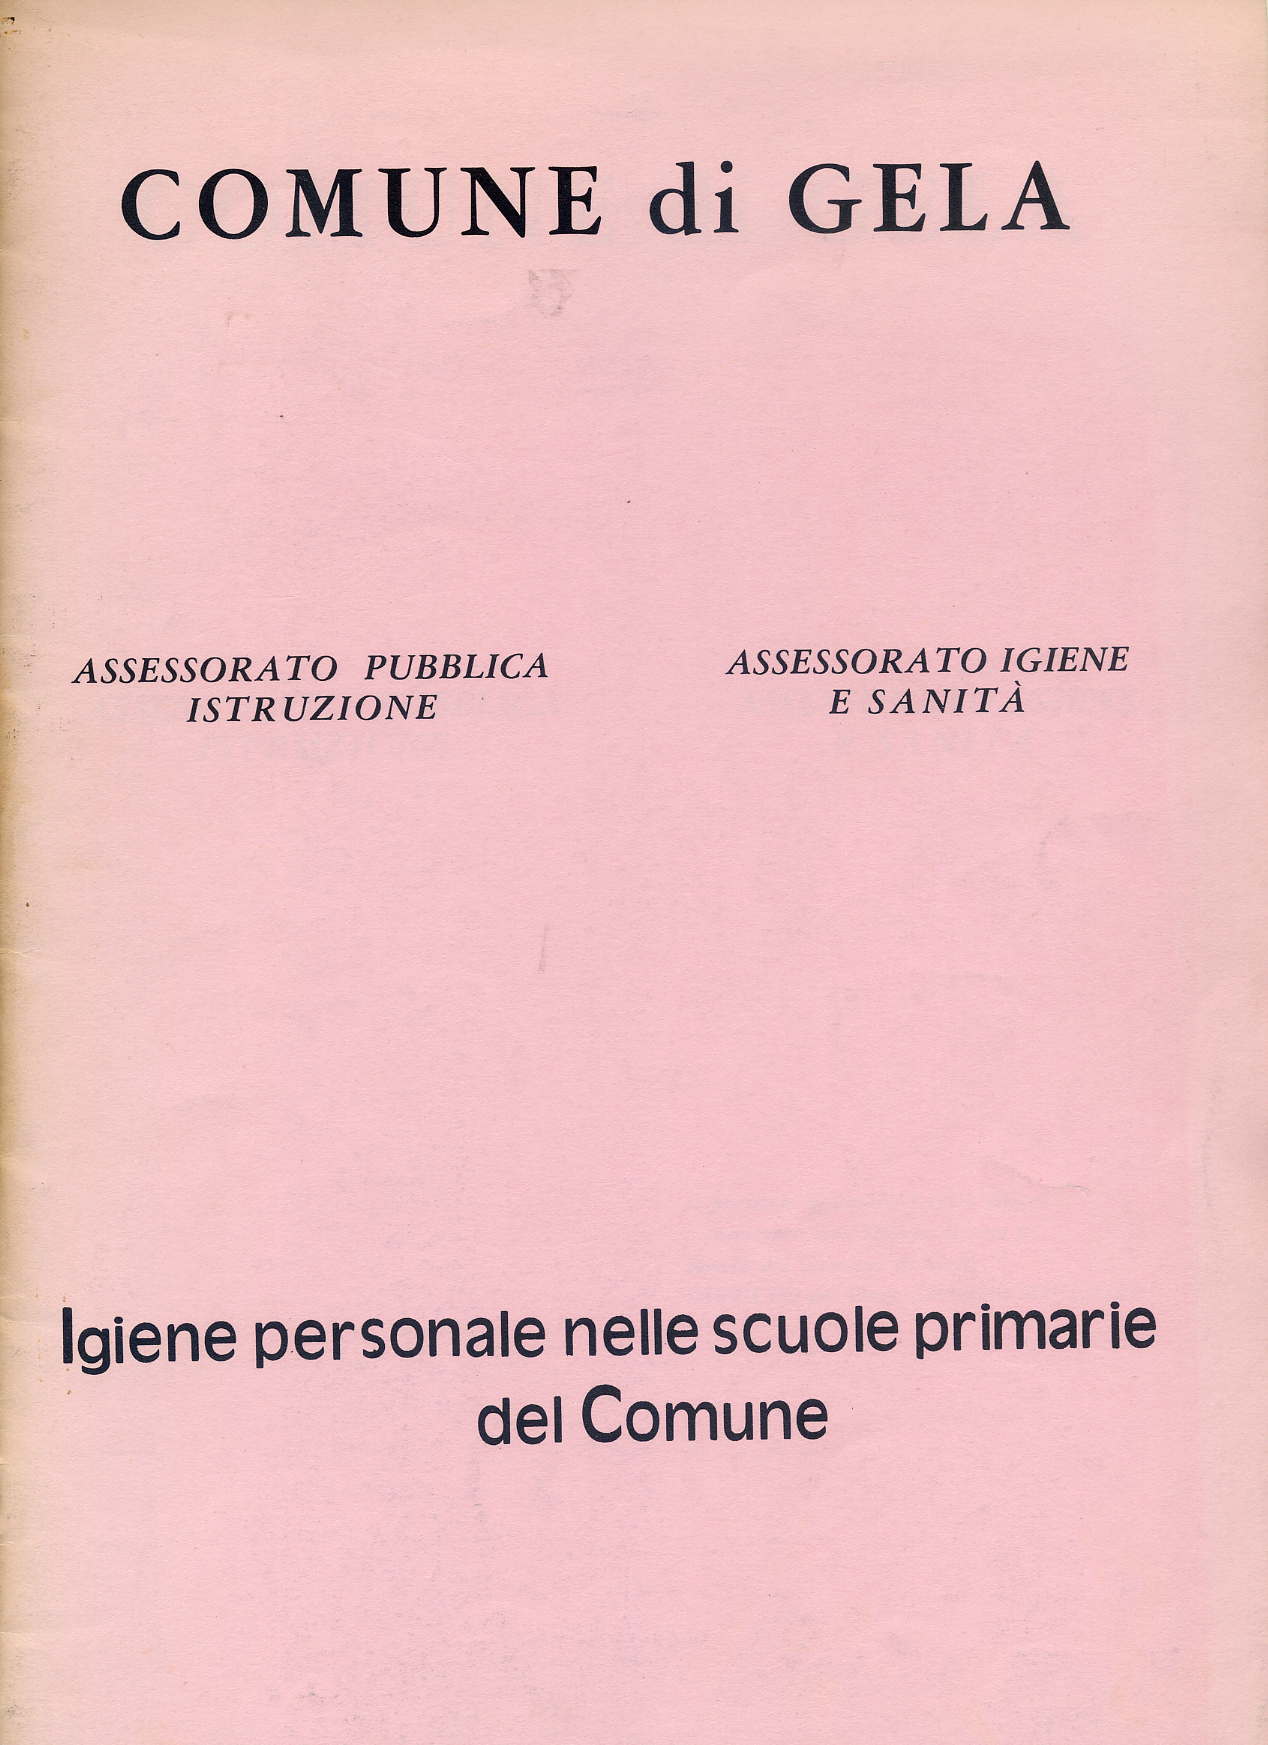 COMUNE di GELA
ASSESSORATO PUBBLICA
ISTRUZIONE
ASSESSORATO IGIENE
E SANITÀ
Igiene personale nelle scuole primarie
del Comune